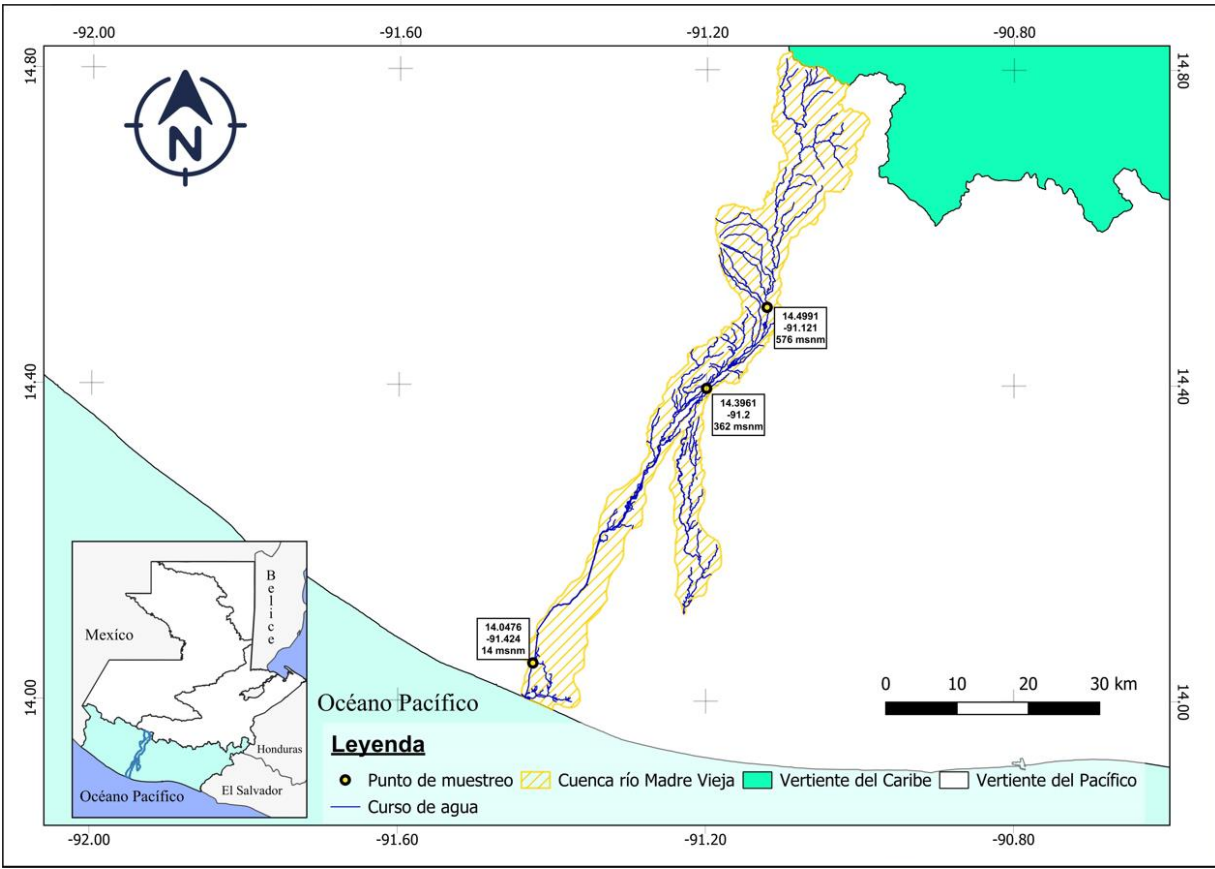 -92.00
-91.60
-91.20
-90.80
14.80
14.80
N
14.4991
-91.121
576 msnm
14.40
14.40
14.3961
-91.2
362 msnm
14.0476
-91.424
14 msnm
14.00
14.00
Mexico
Belice
Honduras
El Salvador
Océano Pacífico
Océano Pacífico
0 10 20 30 km
Leyenda
Punto de muestreo
Cuenca río Madre Vieja
Vertiente del Caribe
Vertiente del Pacífico
Curso de agua
-92.00
-91.60
-91.20
-90.80